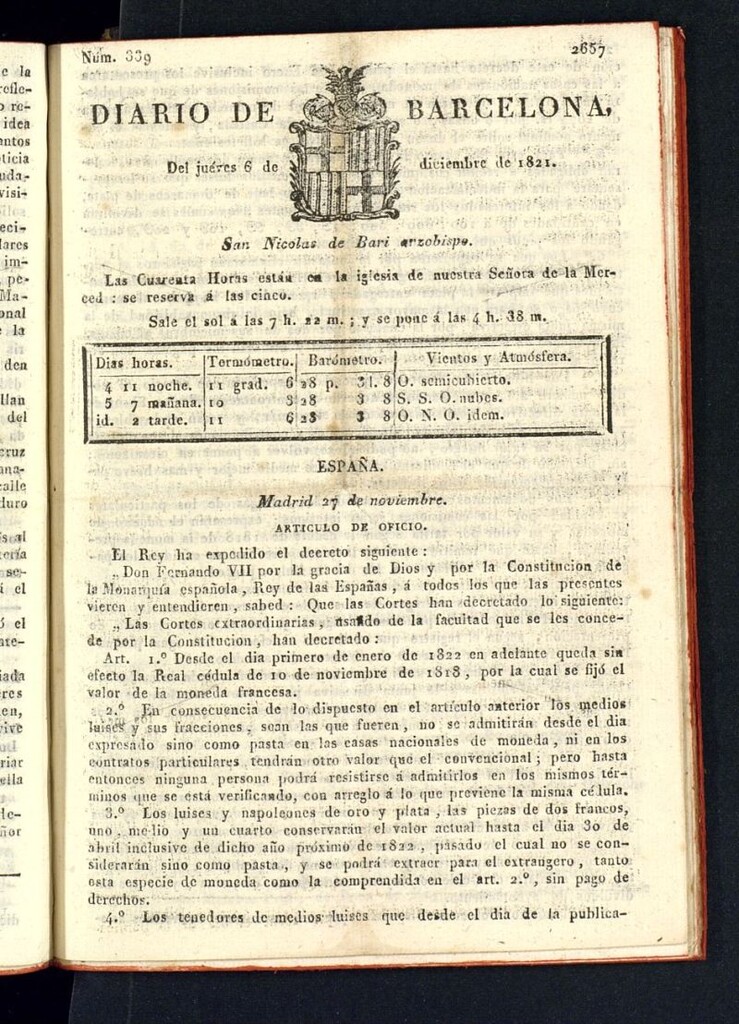 Núm. 339
2657
DIARIO DE BARCELONA,
Del juéves 6 de diciembre de 1821.
San Nicolas de Bari arzobispo.
Las Cuarenta Horas están en la iglesia de nuestra Señora de la Mer-
ced : se reserva á las cinco.
Sale el sol á las 7 h. 22 m. ; y se pone á las 4 h. 38 m.
Dias horas. Termómetro. Barómetro. Vientos y Atmósfera.
4 11 noche. 11 grad. 6 28 p. 3 l. 8 O. semicubierto.
5 7 mañana. 10 3 28 3 8 S. S. O. nubes.
id. 2 tarde. 11 6 28 3 8 O. N. O. idem.
ESPAÑA.
Madrid 27 de noviembre.
ARTICULO DE OFICIO.
El Rey ha expedido el decreto siguiente :
„Don Fernando VII por la gracia de Dios y por la Constitucion de
la Monarquía española, Rey de las Españas, á todos los que las presentes
vieren y entendieren, sabed : Que las Cortes han decretado lo siguiente:
„Las Cortes extraordinarias, usando de la facultad que se les conce-
de por la Constitucion, han decretado :
Art. 1.º Desde el dia primero de enero de 1822 en adelante queda sin
efecto la Real cédula de 10 de noviembre de 1818, por la cual se fijó el
valor de la moneda francesa.
2.º En consecuencia de lo dispuesto en el artículo anterior los medios
luises y sus fracciones, sean las que fueren, no se admitirán desde el dia
expresado sino como pasta en las casas nacionales de moneda, ni en los
contratos particulares tendrán otro valor que el convencional; pero hasta
entonces ninguna persona podrá resistirse á admitirlos en los mismos tér-
minos que se está verificando, con arreglo á lo que previene la misma cédula.
3.º Los luises y napoleones de oro y plata, las piezas de dos francos,
uno, medio y un cuarto conservarán el valor actual hasta el dia 30 de
abril inclusive de dicho año próximo de 1822, pasado el cual no se con-
siderarán sino como pasta, y se podrá extraer para el extrangero, tanto
esta especie de moneda como la comprendida en el art. 2.º, sin pago de
derechos.
4.º Los tenedores de medios luises que desde el dia de la publica-